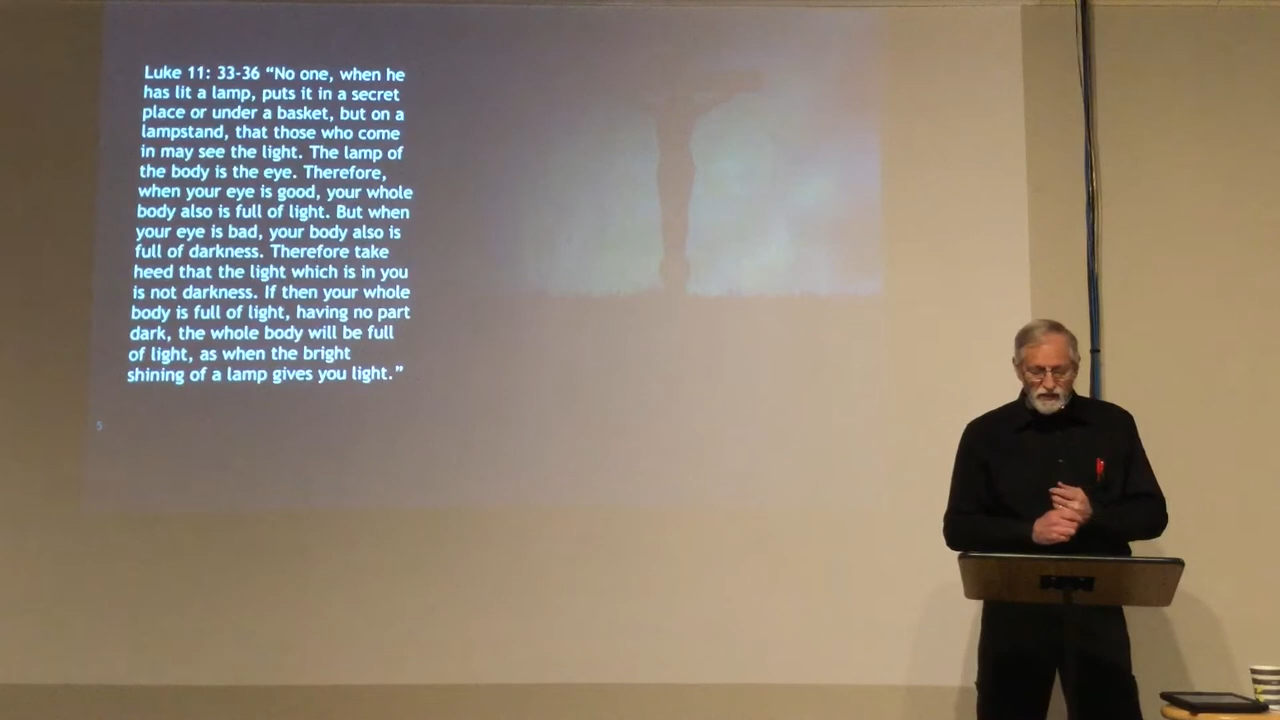 Luke 11: 33-36 “No one, when he
has lit a lamp, puts it in a secret
place or under a basket, but on a
lampstand, that those who come
in may see the light. The lamp of
the body is the eye. Therefore,
when your eye is good, your whole
body also is full of light. But when
your eye is bad, your body also is
full of darkness. Therefore take
heed that the light which is in you
is not darkness. If then your whole
body is full of light, having no part
dark, the whole body will be full
of light, as when the bright
shining of a lamp gives you light.”
5